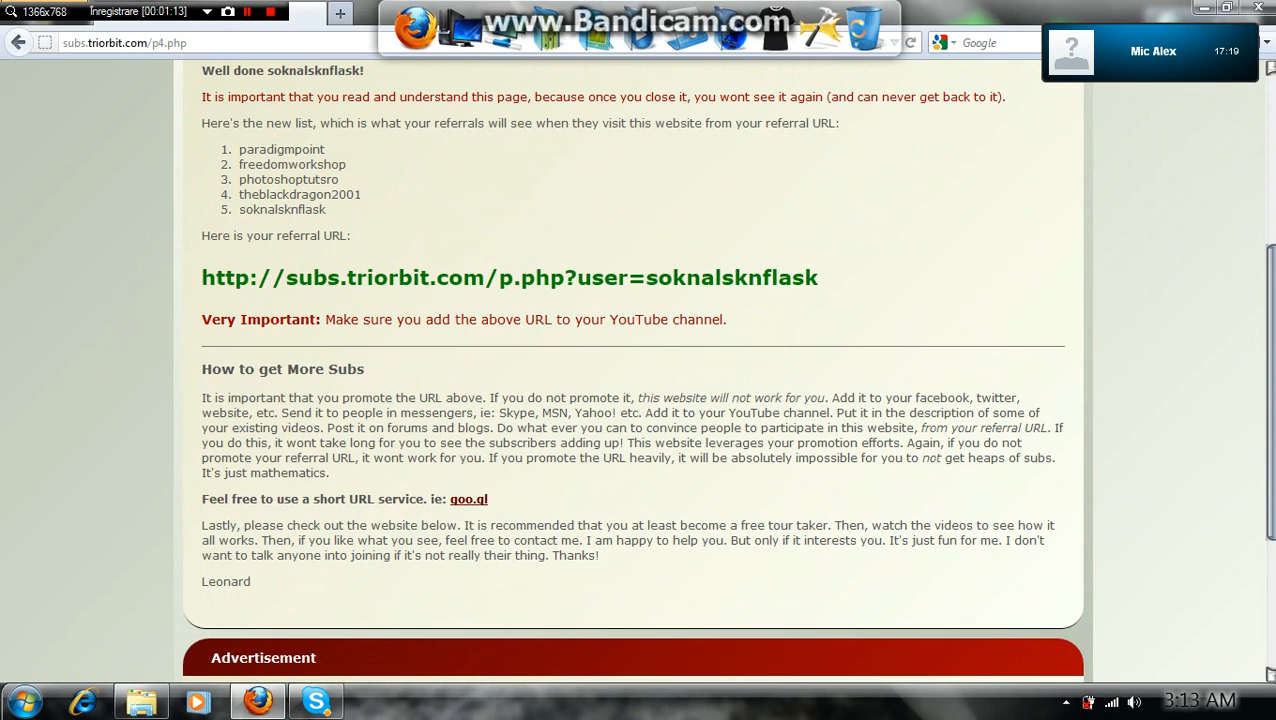 1366x768
Inregistrare [00:01:13]
www.Bandicam.com
subs.triorbit.com/p4.php
Google
Mic Alex
17:19
Well done soknalsknflask!
It is important that you read and understand this page, because once you close it, you wont see it again (and can never get back to it).
Here's the new list, which is what your referrals will see when they visit this website from your referral URL:
1. paradigmpoint
2. freedomworkshop
3. photoshoptutsro
4. theblackdragon2001
5. soknalsknflask
Here is your referral URL:
http://subs.triorbit.com/p.php?user=soknalsknflask
Very Important: Make sure you add the above URL to your YouTube channel.
How to get More Subs
It is important that you promote the URL above. If you do not promote it, this website will not work for you. Add it to your facebook, twitter,
website, etc. Send it to people in messengers, ie: Skype, MSN, Yahoo! etc. Add it to your YouTube channel. Put it in the description of some of
your existing videos. Post it on forums and blogs. Do what ever you can to convince people to participate in this website, from your referral URL. If
you do this, it wont take long for you to see the subscribers adding up! This website leverages your promotion efforts. Again, if you do not
promote your referral URL, it wont work for you. If you promote the URL heavily, it will be absolutely impossible for you to not get heaps of subs.
It's just mathematics.
Feel free to use a short URL service. ie: goo.gl
Lastly, please check out the website below. It is recommended that you at least become a free tour taker. Then, watch the videos to see how it
all works. Then, if you like what you see, feel free to contact me. I am happy to help you. But only if it interests you. It's just fun for me. I don't
want to talk anyone into joining if it's not really their thing. Thanks!
Leonard
Advertisement
3:13 AM